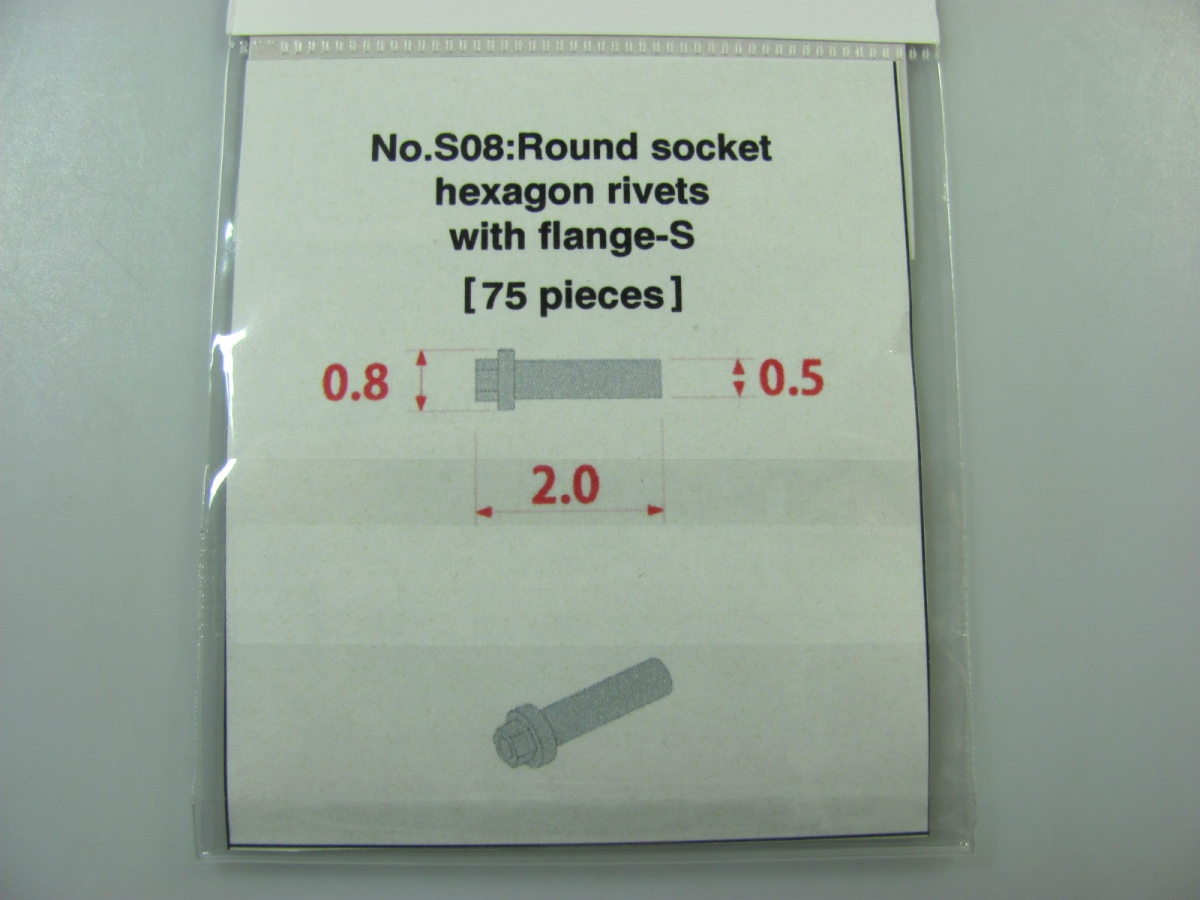 No.S08:Round socket
hexagon rivets
with flange-S
[75 pieces]
0.8
0.5
2.0